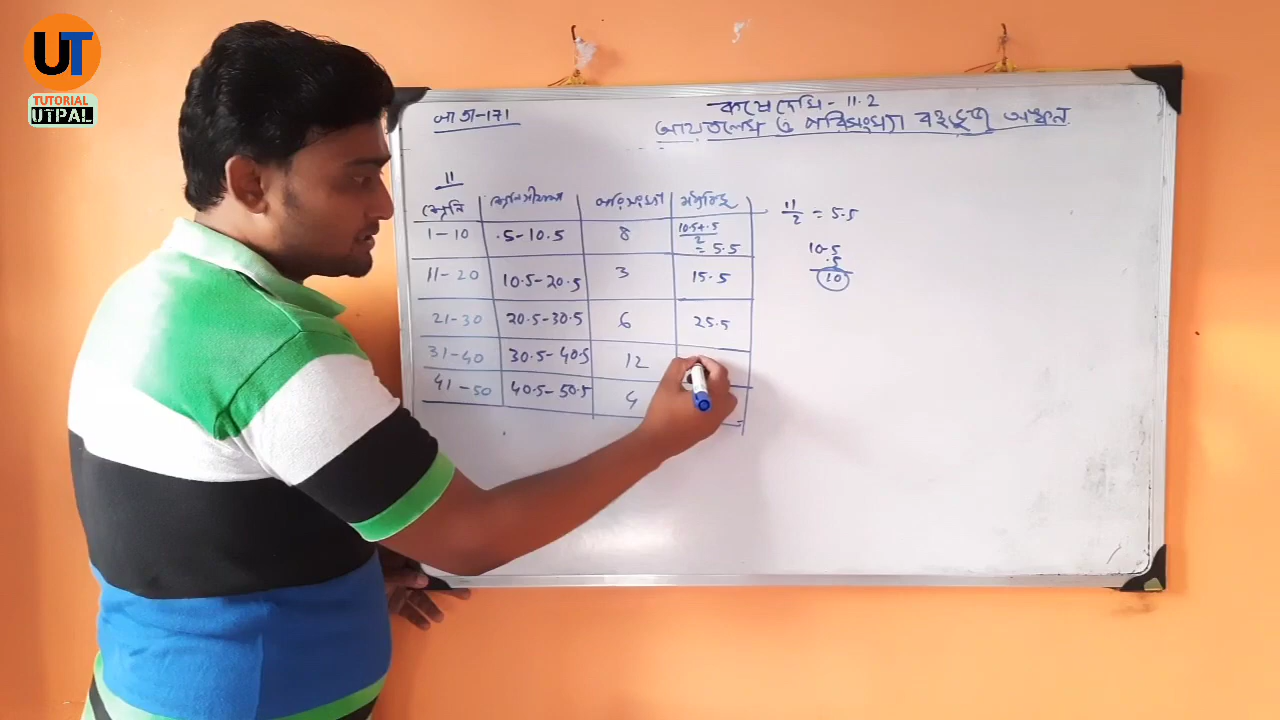 UT
TUTORIAL
UTPAL
পাতা-171
কষে দেখি - 11.2
আয়তলেখ ও পরিসংখ্যা বহুভুজ অঙ্কন
11
শ্রেণি শ্রেণিসীমানা পরিসংখ্যা মধ্যবিন্দু
1-10 .5-10.5 8 10.5+.5/2 = 5.5
11-20 10.5-20.5 3 15.5
21-30 20.5-30.5 6 25.5
31-40 30.5-40.5 12
41-50 40.5-50.5 4
11/2 = 5.5
10.5
.5
10